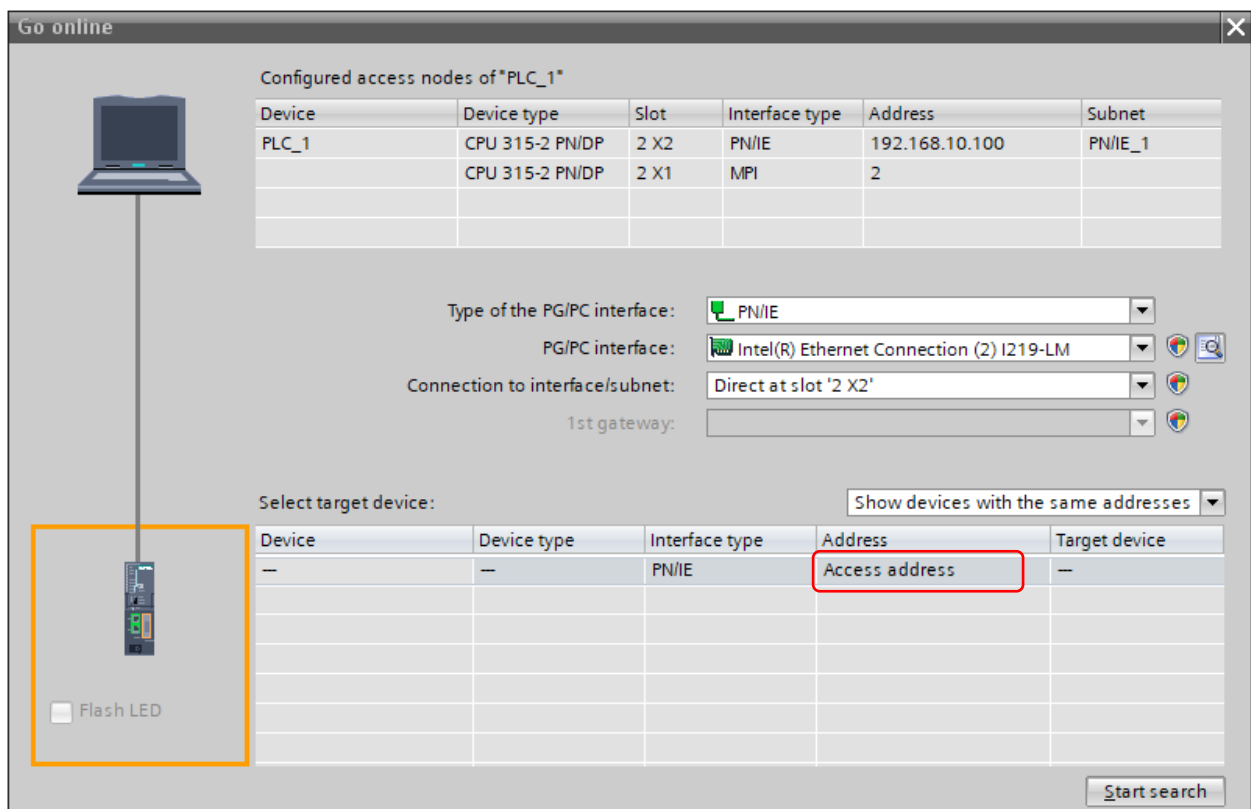 Go online
Configured access nodes of "PLC_1"
Device Device type Slot Interface type Address Subnet
PLC_1 CPU 315-2 PN/DP 2 X2 PN/IE 192.168.10.100 PN/IE_1
CPU 315-2 PN/DP 2 X1 MPI 2
Type of the PG/PC interface: PN/IE
PG/PC interface: Intel(R) Ethernet Connection (2) I219-LM
Connection to interface/subnet: Direct at slot '2 X2'
1st gateway:
Select target device: Show devices with the same addresses
Device Device type Interface type Address Target device
— — PN/IE Access address —
Flash LED
Start search